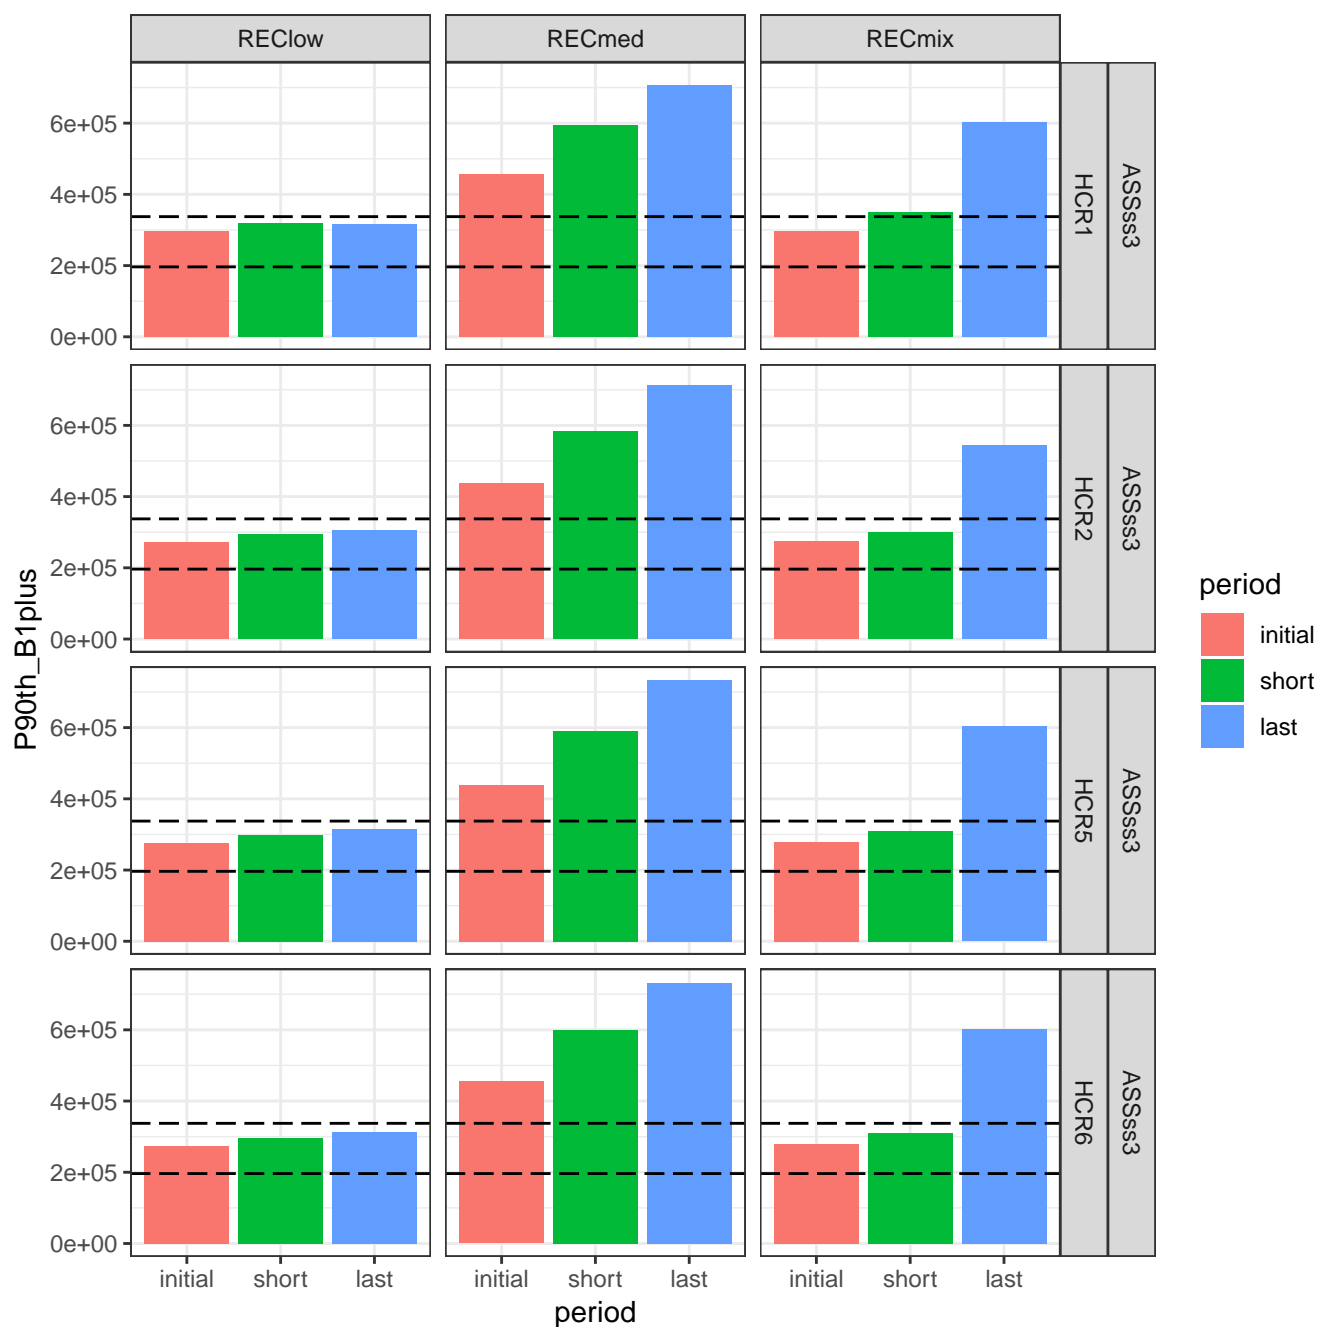 REClow RECmed RECmix
P90th_B1plus
6e+05
4e+05
2e+05
0e+00
HCR1 ASSss3
6e+05
4e+05
2e+05
0e+00
HCR2 ASSss3
6e+05
4e+05
2e+05
0e+00
HCR5 ASSss3
6e+05
4e+05
2e+05
0e+00
HCR6 ASSss3
initial short last initial short last initial short last
period
period
initial
short
last